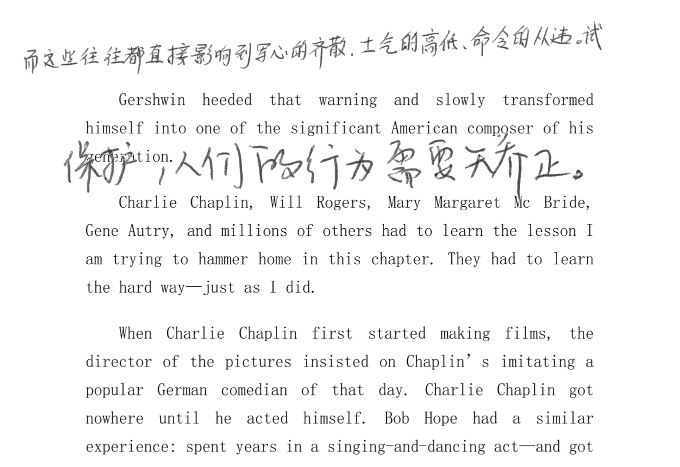 而这些往往都直接影响到军心的齐散、士气的高低、命令的从违。试
Gershwin heeded that warning and slowly transformed
himself into one of the significant American composer of his
generation.
保护,人们的行为需要矫正。
Charlie Chaplin, Will Rogers, Mary Margaret Mc Bride,
Gene Autry, and millions of others had to learn the lesson I
am trying to hammer home in this chapter. They had to learn
the hard way—just as I did.
When Charlie Chaplin first started making films, the
director of the pictures insisted on Chaplin's imitating a
popular German comedian of that day. Charlie Chaplin got
nowhere until he acted himself. Bob Hope had a similar
experience: spent years in a singing-and-dancing act—and got